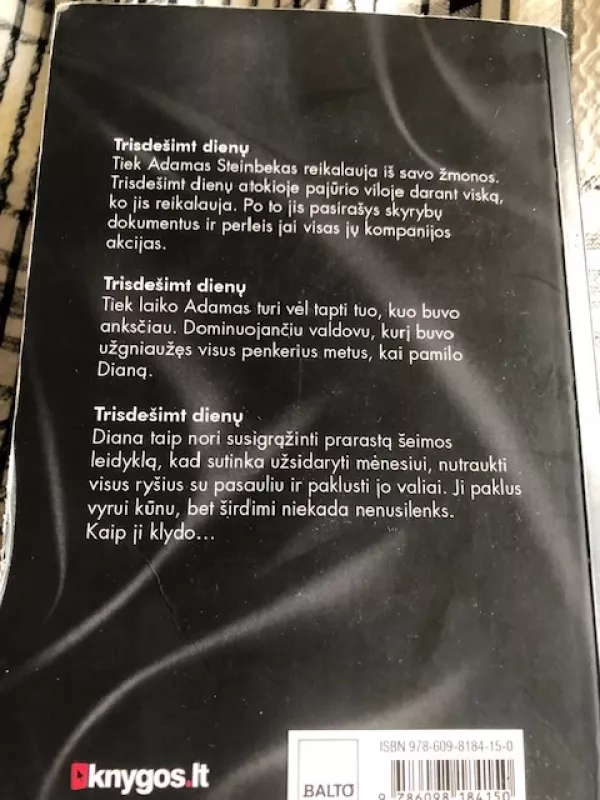 Trisdešimt dienų
Tiek Adamas Steinbekas reikalauja iš savo žmonos.
Trisdešimt dienų atokioje pajūrio viloje darant viską,
ko jis reikalauja. Po to jis pasirašys skyrybų
dokumentus ir perleis jai visas jų kompanijos
akcijas.
Trisdešimt dienų
Tiek laiko Adamas turi vėl tapti tuo, kuo buvo
anksčiau. Dominuojančiu valdovu, kurį buvo
užgniaužęs visus penkerius metus, kai pamilo
Dianą.
Trisdešimt dienų
Diana taip nori susigrąžinti prarastą šeimos
leidyklą, kad sutinka užsidaryti mėnesiui, nutraukti
visus ryšius su pasauliu ir paklusti jo valiai. Ji paklus
vyrui kūnu, bet širdimi niekada nenusilenks.
Kaip ji klydo...
ISBN 978-609-8184-15-0
knygos.lt
BALTO
9 786098 184150